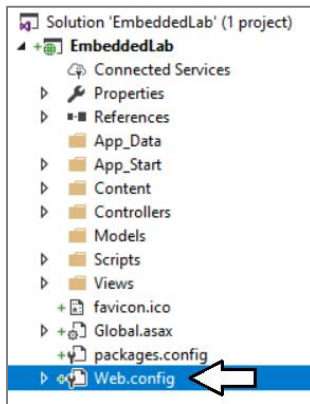 Solution 'EmbeddedLab' (1 project)
EmbeddedLab
Connected Services
Properties
References
App_Data
App_Start
Content
Controllers
Models
Scripts
Views
favicon.ico
Global.asax
packages.config
Web.config